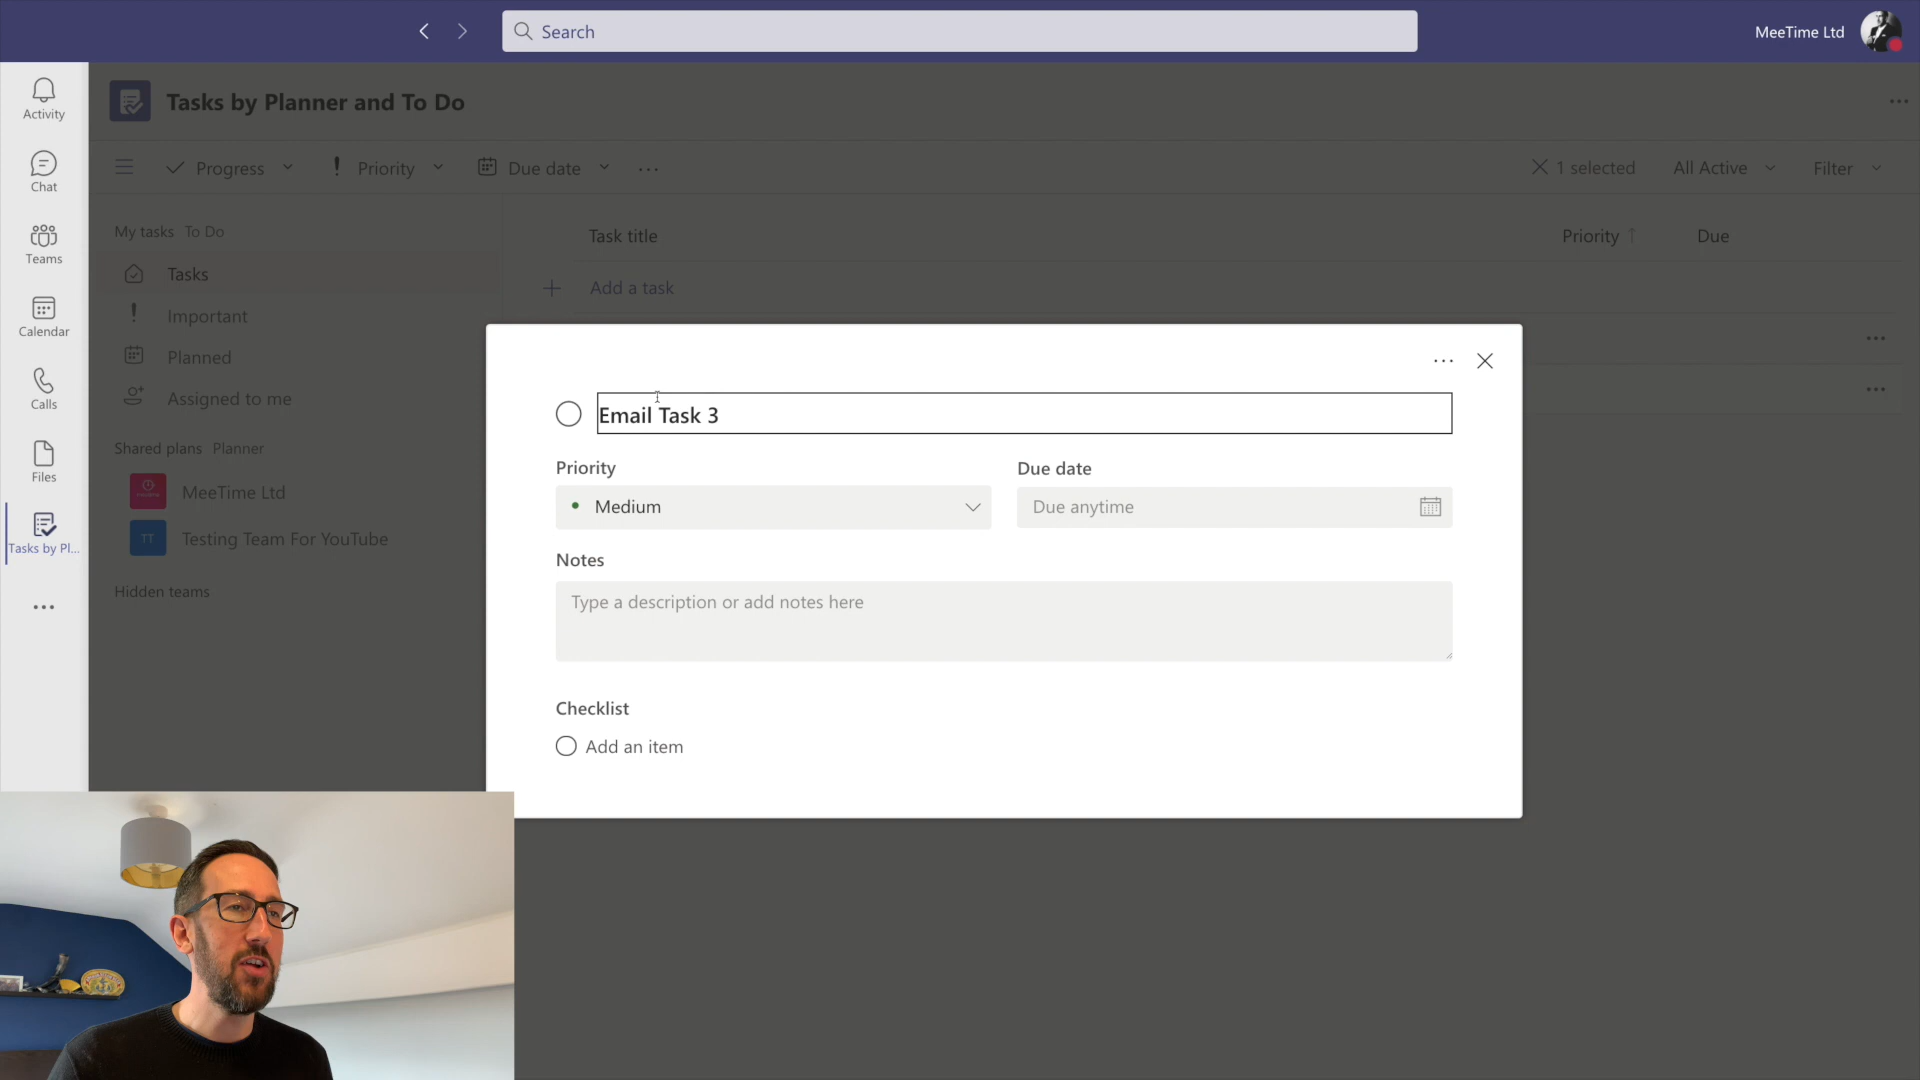 Search
MeeTime Ltd
Activity
Chat
Teams
Calendar
Calls
Files
Tasks by Pl...
Tasks by Planner and To Do
Progress
Priority
Due date
1 selected
All Active
Filter
My tasks To Do
Tasks
Important
Planned
Assigned to me
Shared plans Planner
MeeTime Ltd
TT Testing Team For YouTube
Hidden teams
Task title
Priority
Due
Add a task
Email Task 3
Priority
Due date
Medium
Due anytime
Notes
Type a description or add notes here
Checklist
Add an item